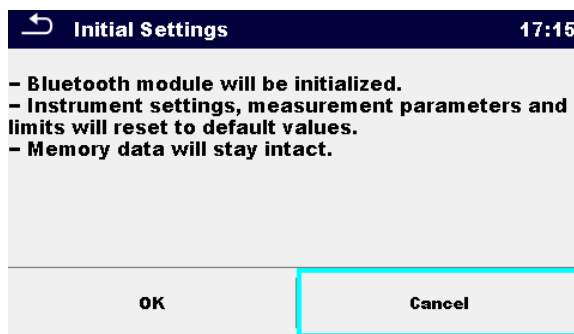 Initial Settings 17:15
– Bluetooth module will be initialized.
– Instrument settings, measurement parameters and
limits will reset to default values.
– Memory data will stay intact.
OK Cancel